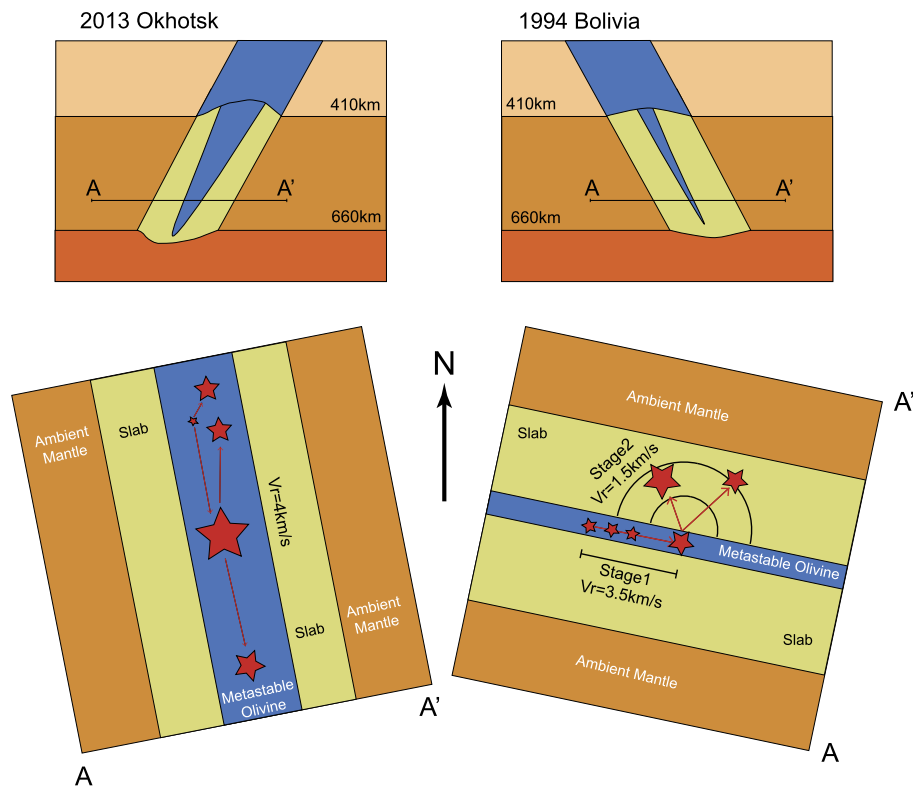 2013 Okhotsk
1994 Bolivia
410km
A
A'
660km
410km
A
A'
660km
N
Ambient
Mantle
Slab
Vr=4km/s
Slab
Ambient
Mantle
Metastable
Olivine
A
A'
Ambient Mantle
A'
Slab
Stage2
Vr=1.5km/s
Metastable Olivine
Stage1
Vr=3.5km/s
Slab
Ambient Mantle
A